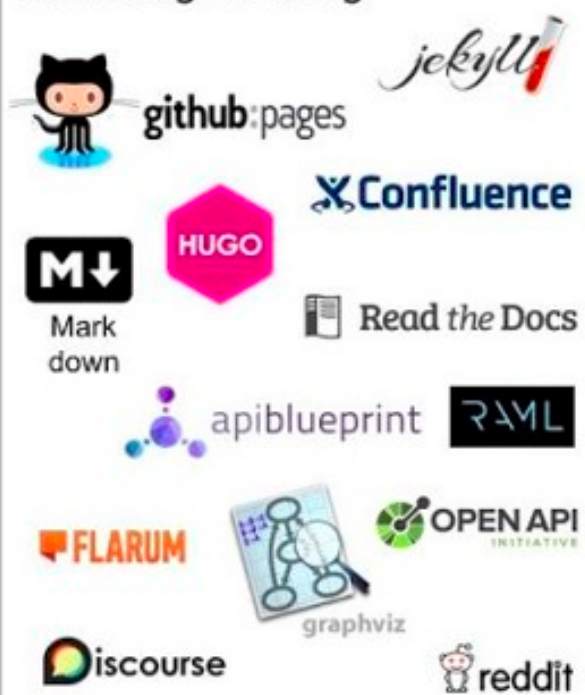 jekyll
github:pages
Confluence
HUGO
M
Mark
down
Read the Docs
apiblueprint
RAML
FLARUM
OPEN API
INITIATIVE
graphviz
Discourse
reddit